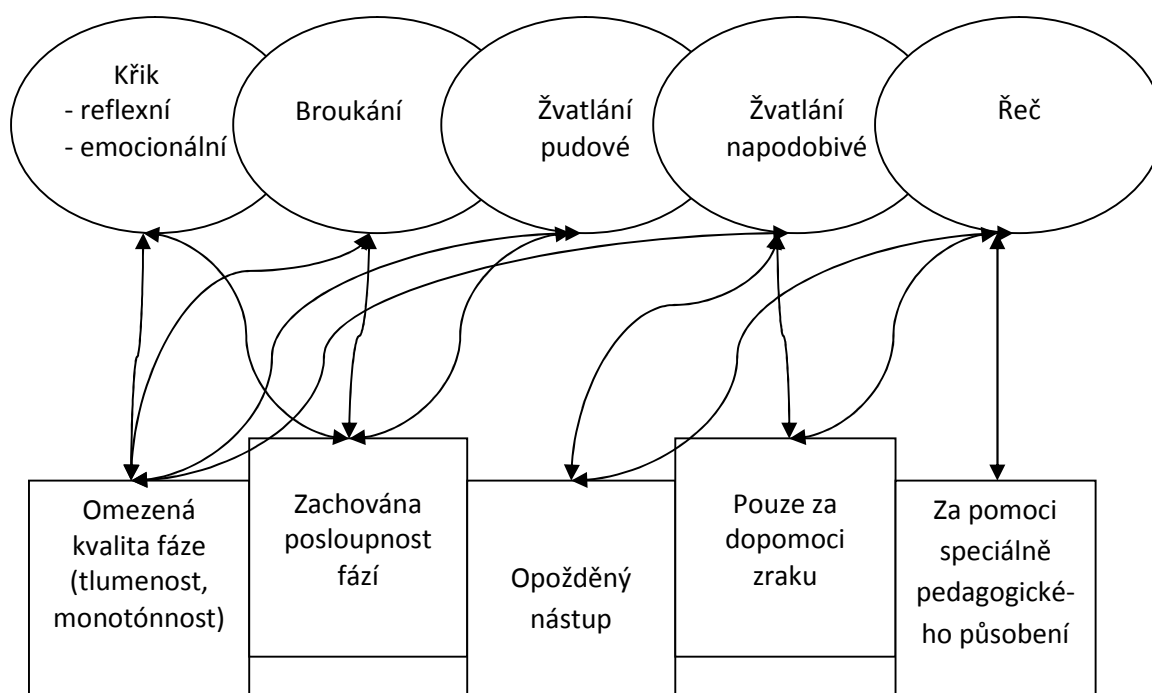 Křik
- reflexní
- emocionální
Broukání
Žvatlání
pudové
Žvatlání
napodobivé
Řeč
Omezená
kvalita fáze
(tlumenost,
monotónnost)
Zachována
posloupnost
fází
Opožděný
nástup
Pouze za
dopomoci
zraku
Za pomoci
speciálně
pedagogické-
ho působení